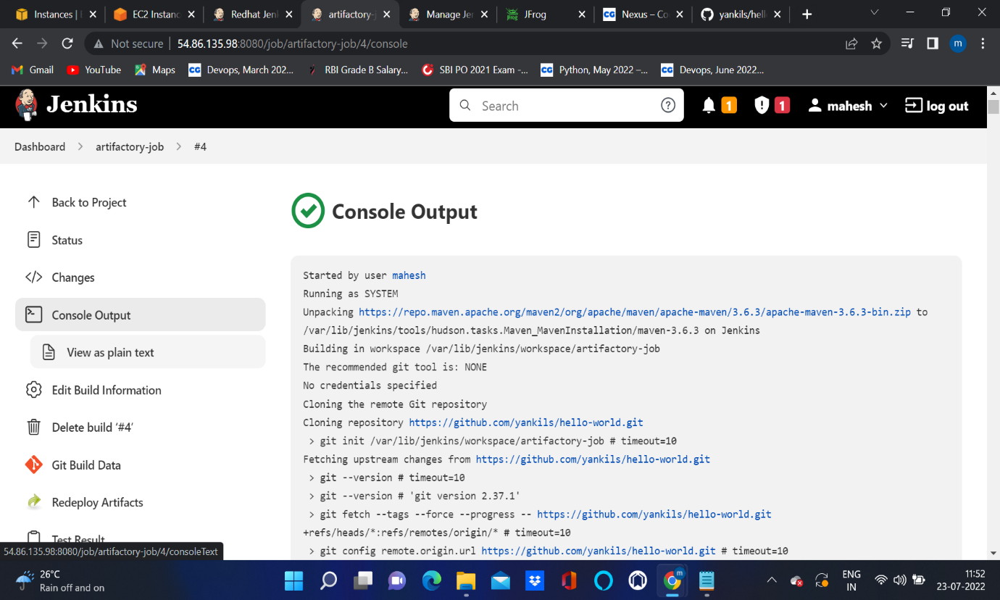 Instances |
EC2 Instanc
Redhat Jen
artifactory-j
Manage Je
JFrog
Nexus – Co
yankils/hell
Not secure
54.86.135.98:8080/job/artifactory-job/4/console
Gmail
YouTube
Maps
Devops, March 202...
RBI Grade B Salary...
SBI PO 2021 Exam -...
Python, May 2022 –...
Devops, June 2022...
m
Jenkins
Search
1
1
mahesh
log out
Dashboard
artifactory-job
#4
Back to Project
Status
Changes
Console Output
View as plain text
Edit Build Information
Delete build ‘#4’
Git Build Data
Redeploy Artifacts
Test Result
54.86.135.98:8080/job/artifactory-job/4/consoleText
Console Output
Started by user mahesh
Running as SYSTEM
Unpacking https://repo.maven.apache.org/maven2/org/apache/maven/apache-maven/3.6.3/apache-maven-3.6.3-bin.zip to
/var/lib/jenkins/tools/hudson.tasks.Maven_MavenInstallation/maven-3.6.3 on Jenkins
Building in workspace /var/lib/jenkins/workspace/artifactory-job
The recommended git tool is: NONE
No credentials specified
Cloning the remote Git repository
Cloning repository https://github.com/yankils/hello-world.git
> git init /var/lib/jenkins/workspace/artifactory-job # timeout=10
Fetching upstream changes from https://github.com/yankils/hello-world.git
> git --version # timeout=10
> git --version # 'git version 2.37.1'
> git fetch --tags --force --progress -- https://github.com/yankils/hello-world.git
+refs/heads/*:refs/remotes/origin/* # timeout=10
> git config remote.origin.url https://github.com/yankils/hello-world.git # timeout=10
26°C
Rain off and on
ENG
IN
11:52
23-07-2022